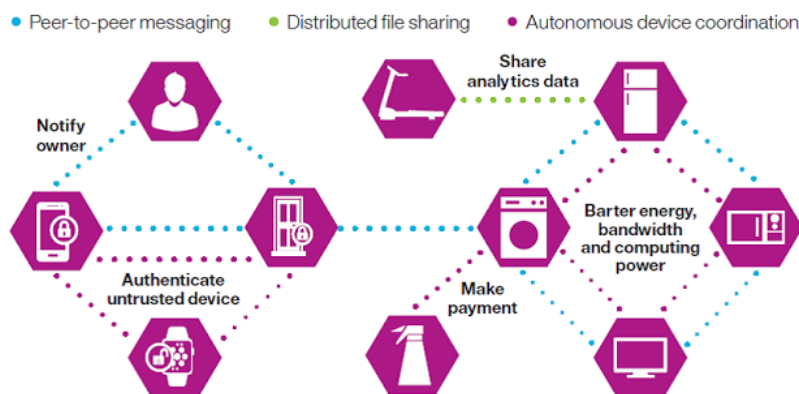 Peer-to-peer messaging
Distributed file sharing
Autonomous device coordination
Share
analytics data
Notify
owner
Barter energy,
bandwidth
and computing
power
Authenticate
untrusted device
Make
payment